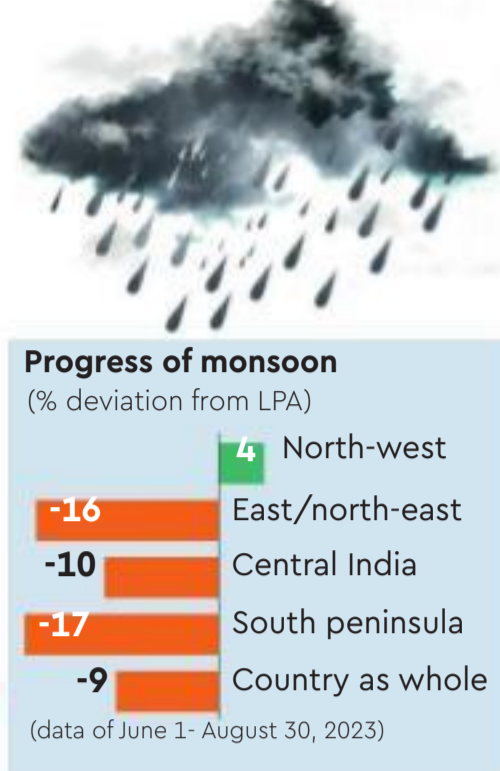 Progress of monsoon
(% deviation from LPA)
4 North-west
-16 East/north-east
-10 Central India
-17 South peninsula
-9 Country as whole
(data of June 1- August 30, 2023)